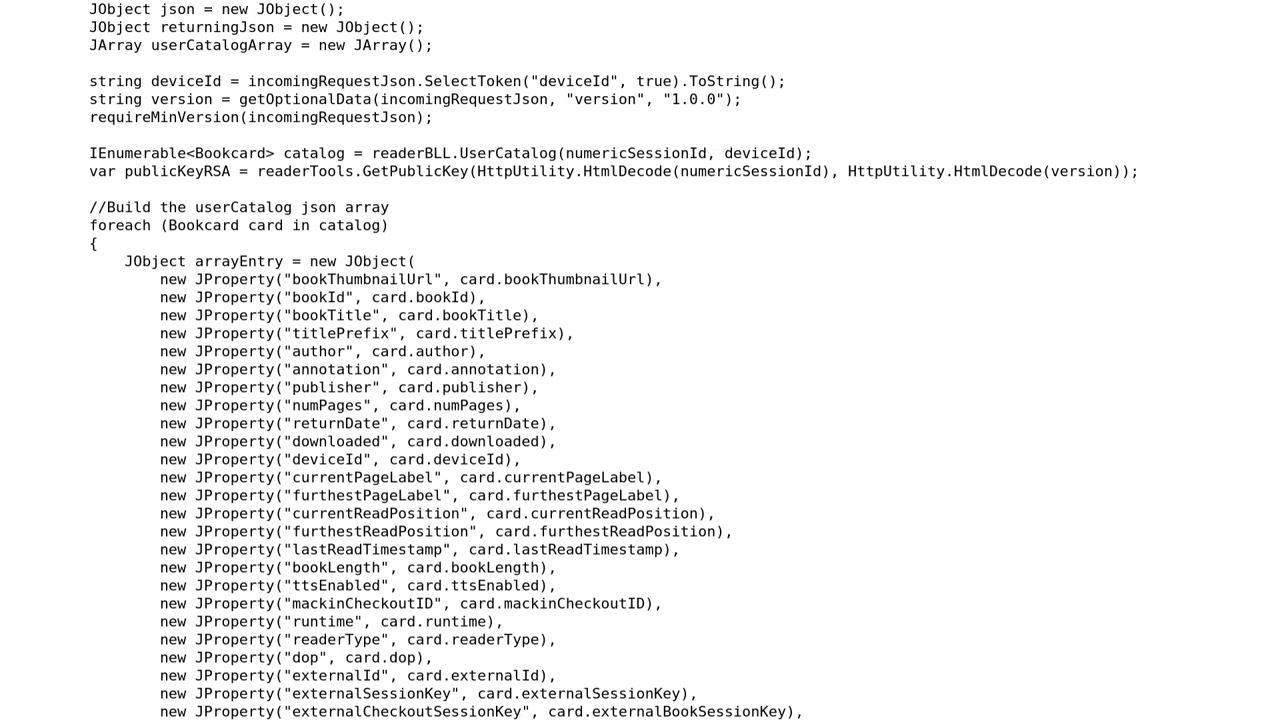 JObject json = new JObject();
JObject returningJson = new JObject();
JArray userCatalogArray = new JArray();
string deviceId = incomingRequestJson.SelectToken("deviceId", true).ToString();
string version = getOptionalData(incomingRequestJson, "version", "1.0.0");
requireMinVersion(incomingRequestJson);
IEnumerable<Bookcard> catalog = readerBLL.UserCatalog(numericSessionId, deviceId);
var publicKeyRSA = readerTools.GetPublicKey(HttpUtility.HtmlDecode(numericSessionId), HttpUtility.HtmlDecode(version));
//Build the userCatalog json array
foreach (Bookcard card in catalog)
{
JObject arrayEntry = new JObject(
new JProperty("bookThumbnailUrl", card.bookThumbnailUrl),
new JProperty("bookId", card.bookId),
new JProperty("bookTitle", card.bookTitle),
new JProperty("titlePrefix", card.titlePrefix),
new JProperty("author", card.author),
new JProperty("annotation", card.annotation),
new JProperty("publisher", card.publisher),
new JProperty("numPages", card.numPages),
new JProperty("returnDate", card.returnDate),
new JProperty("downloaded", card.downloaded),
new JProperty("deviceId", card.deviceId),
new JProperty("currentPageLabel", card.currentPageLabel),
new JProperty("furthestPageLabel", card.furthestPageLabel),
new JProperty("currentReadPosition", card.currentReadPosition),
new JProperty("furthestReadPosition", card.furthestReadPosition),
new JProperty("lastReadTimestamp", card.lastReadTimestamp),
new JProperty("bookLength", card.bookLength),
new JProperty("ttsEnabled", card.ttsEnabled),
new JProperty("mackinCheckoutID", card.mackinCheckoutID),
new JProperty("runtime", card.runtime),
new JProperty("readerType", card.readerType),
new JProperty("dop", card.dop),
new JProperty("externalId", card.externalId),
new JProperty("externalSessionKey", card.externalSessionKey),
new JProperty("externalCheckoutSessionKey", card.externalBookSessionKey),